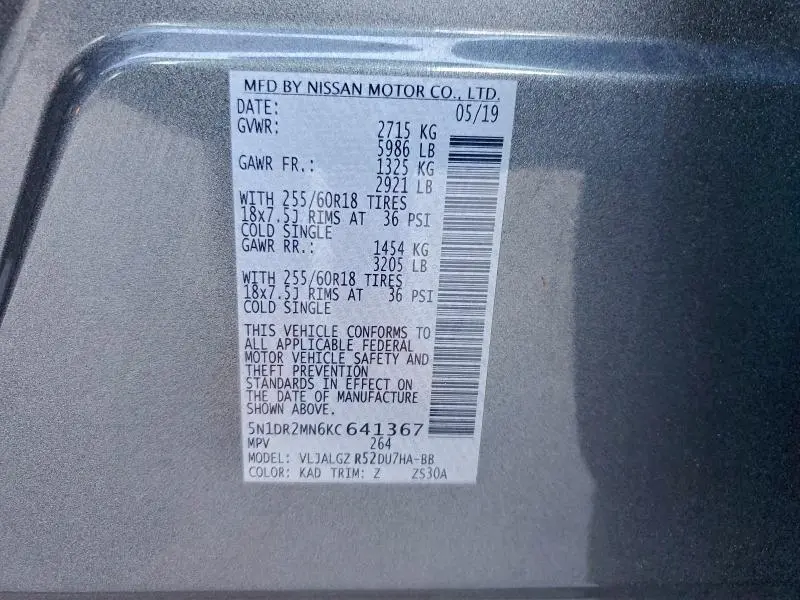 MFD BY NISSAN MOTOR CO., LTD.
DATE: 05/19
GVWR: 2715 KG
5986 LB
GAWR FR.: 1325 KG
2921 LB
WITH 255/60R18 TIRES
18x7.5J RIMS AT 36 PSI
COLD SINGLE
GAWR RR.: 1454 KG
3205 LB
WITH 255/60R18 TIRES
18x7.5J RIMS AT 36 PSI
COLD SINGLE
THIS VEHICLE CONFORMS TO
ALL APPLICABLE FEDERAL
MOTOR VEHICLE SAFETY AND
THEFT PREVENTION
STANDARDS IN EFFECT ON
THE DATE OF MANUFACTURE
SHOWN ABOVE.
5N1DR2MN6KC641367
MPV 264
MODEL: VLJALGZ R52DU7HA-BB
COLOR: KAD TRIM: Z ZS30A